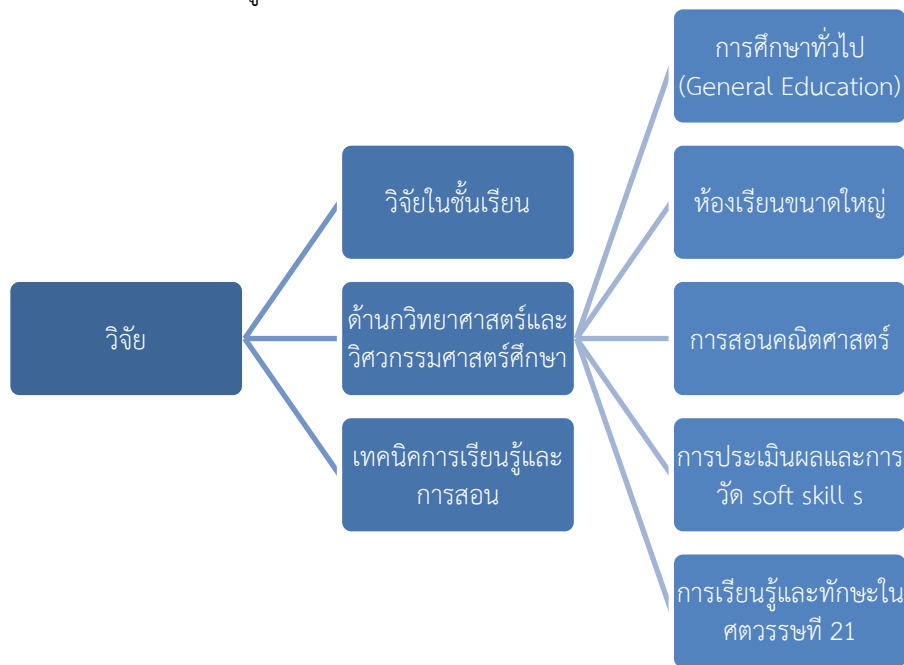 วิจัย
วิจัยในชั้นเรียน
ด้านกวิทยาศาสตร์และ
วิศวกรรมศาสตร์ศึกษา
เทคนิคการเรียนรู้และ
การสอน
การศึกษาทั่วไป
(General Education)
ห้องเรียนขนาดใหญ่
การสอนคณิตศาสตร์
การประเมินผลและการ
วัด soft skill s
การเรียนรู้และทักษะใน
ศตวรรษที่ 21